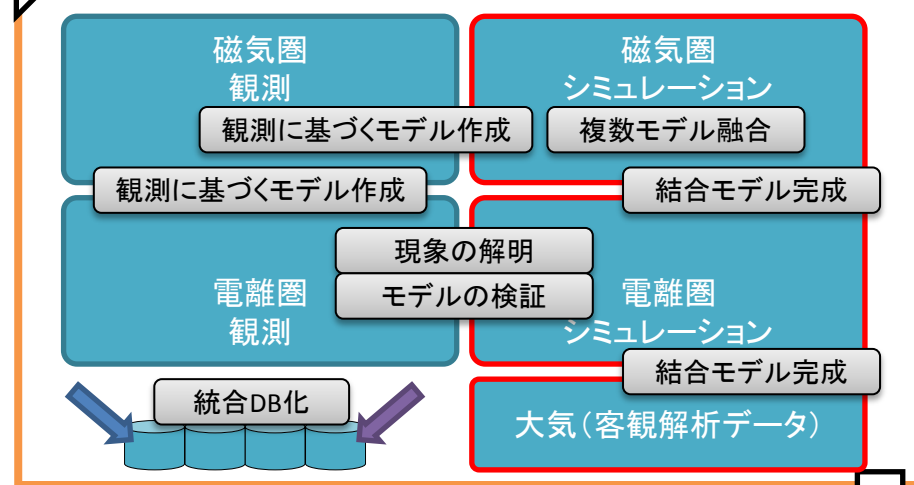 磁気圏
観測
磁気圏
シミュレーション
観測に基づくモデル作成
複数モデル融合
観測に基づくモデル作成
結合モデル完成
現象の解明
モデルの検証
電離圏
観測
電離圏
シミュレーション
結合モデル完成
統合DB化
大気(客観解析データ)